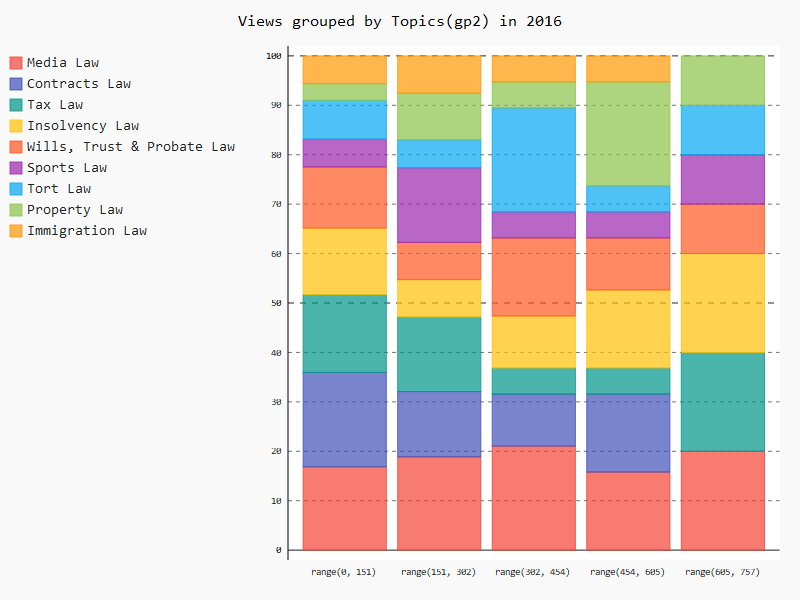 Views grouped by Topics(gp2) in 2016
Media Law
Contracts Law
Tax Law
Insolvency Law
Wills, Trust & Probate Law
Sports Law
Tort Law
Property Law
Immigration Law
100
90
80
70
60
50
40
30
20
10
0
range(0, 151) range(151, 302) range(302, 454) range(454, 605) range(605, 757)